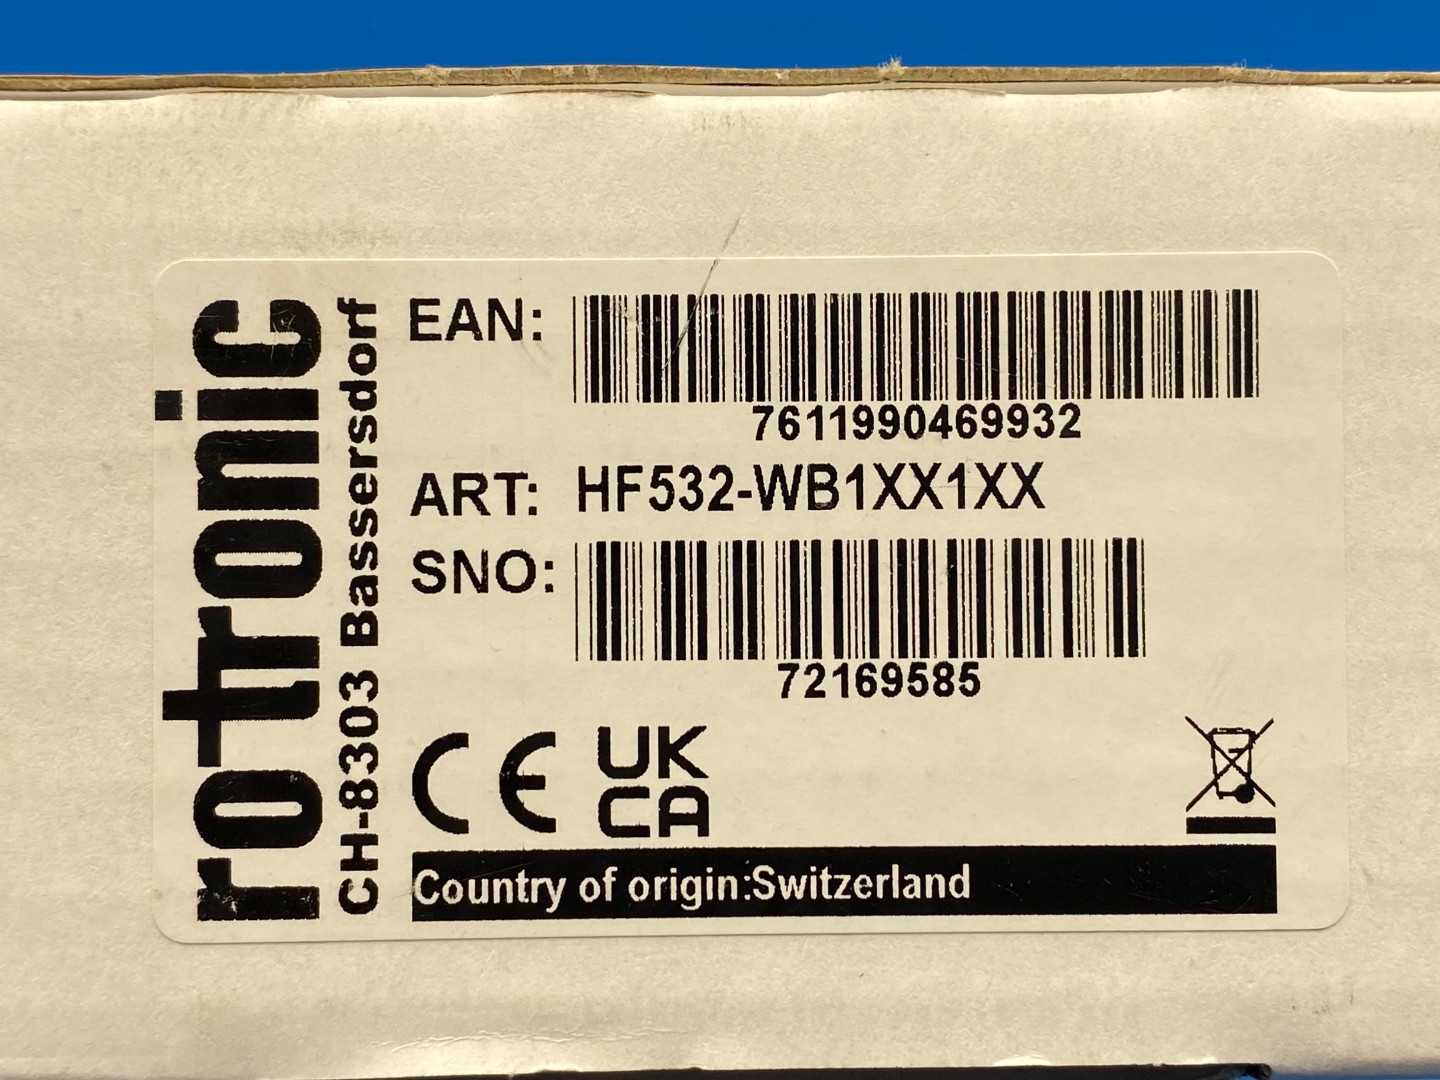 rotronic
CH-8303 Bassersdorf
EAN:
7611990469932
ART: HF532-WB1XX1XX
SNO:
72169585
CE
UK
CA
Country of origin:Switzerland